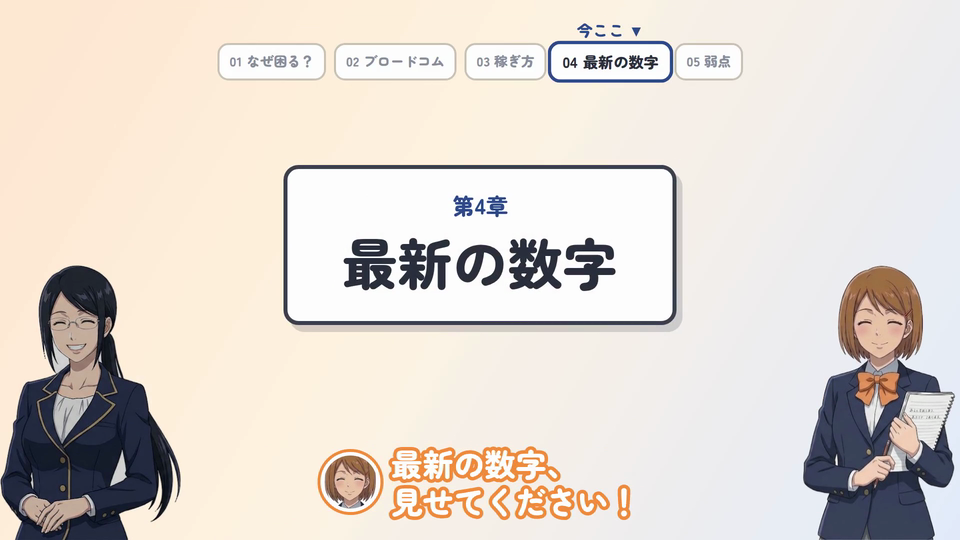 今ここ ▼
01 なぜ困る？
02 ブロードコム
03 稼ぎ方
04 最新の数字
05 弱点
第4章
最新の数字
最新の数字、
見せてください！